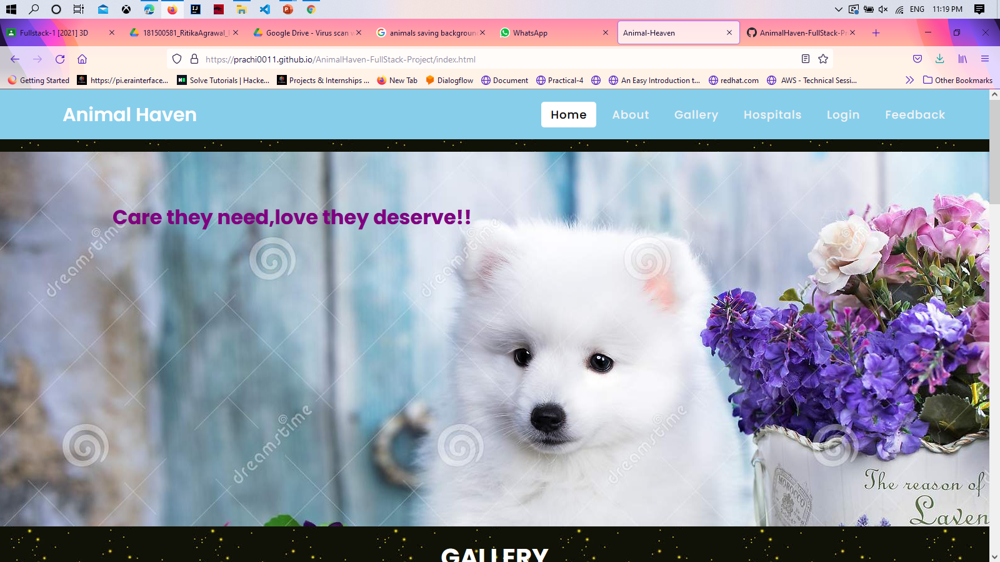 ENG 11:19 PM
Fullstack-1 [2021] 3D
181500581_RitikaAgrawal_
Google Drive - Virus scan w
animals saving background
WhatsApp
Animal-Heaven
AnimalHaven-FullStack-Pr
https://prachi0011.github.io/AnimalHaven-FullStack-Project/index.html
Getting Started
https://pi.erainterface...
Solve Tutorials | Hacke...
Projects & Internships ...
New Tab
Dialogflow
Document
Practical-4
An Easy Introduction t...
redhat.com
AWS - Technical Sessi...
Other Bookmarks
Animal Haven
Home
About
Gallery
Hospitals
Login
Feedback
Care they need,love they deserve!!
dreamstime
dreamstime
dreamstime
dreamstime
dreamstime
MOROCCO
The reason of
Laven
GALLERY